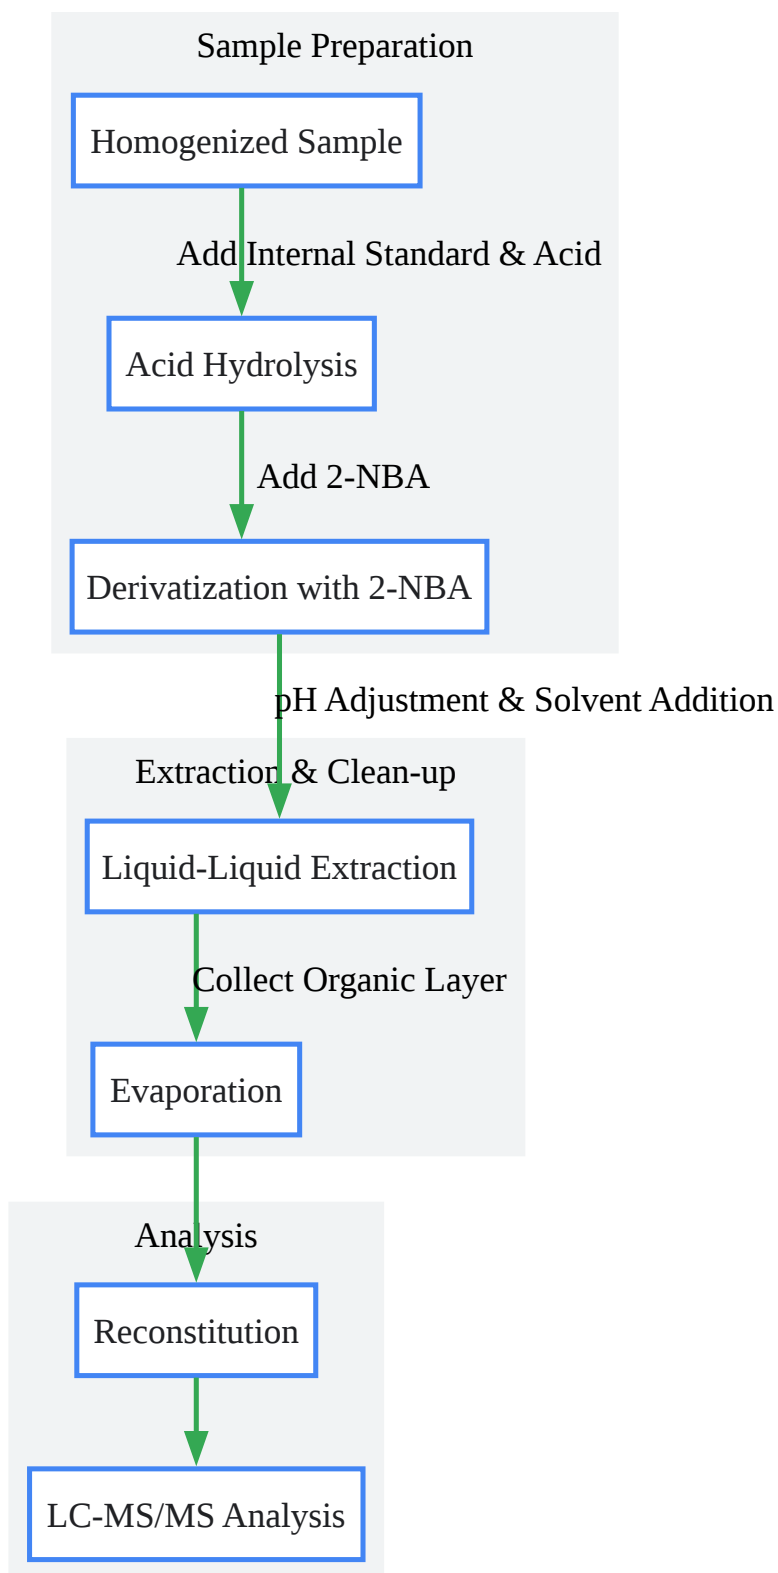 Sample Preparation
Homogenized Sample
Add Internal Standard & Acid
Acid Hydrolysis
Add 2-NBA
Derivatization with 2-NBA
pH Adjustment & Solvent Addition
Extraction & Clean-up
Liquid-Liquid Extraction
Collect Organic Layer
Evaporation
Analysis
Reconstitution
LC-MS/MS Analysis